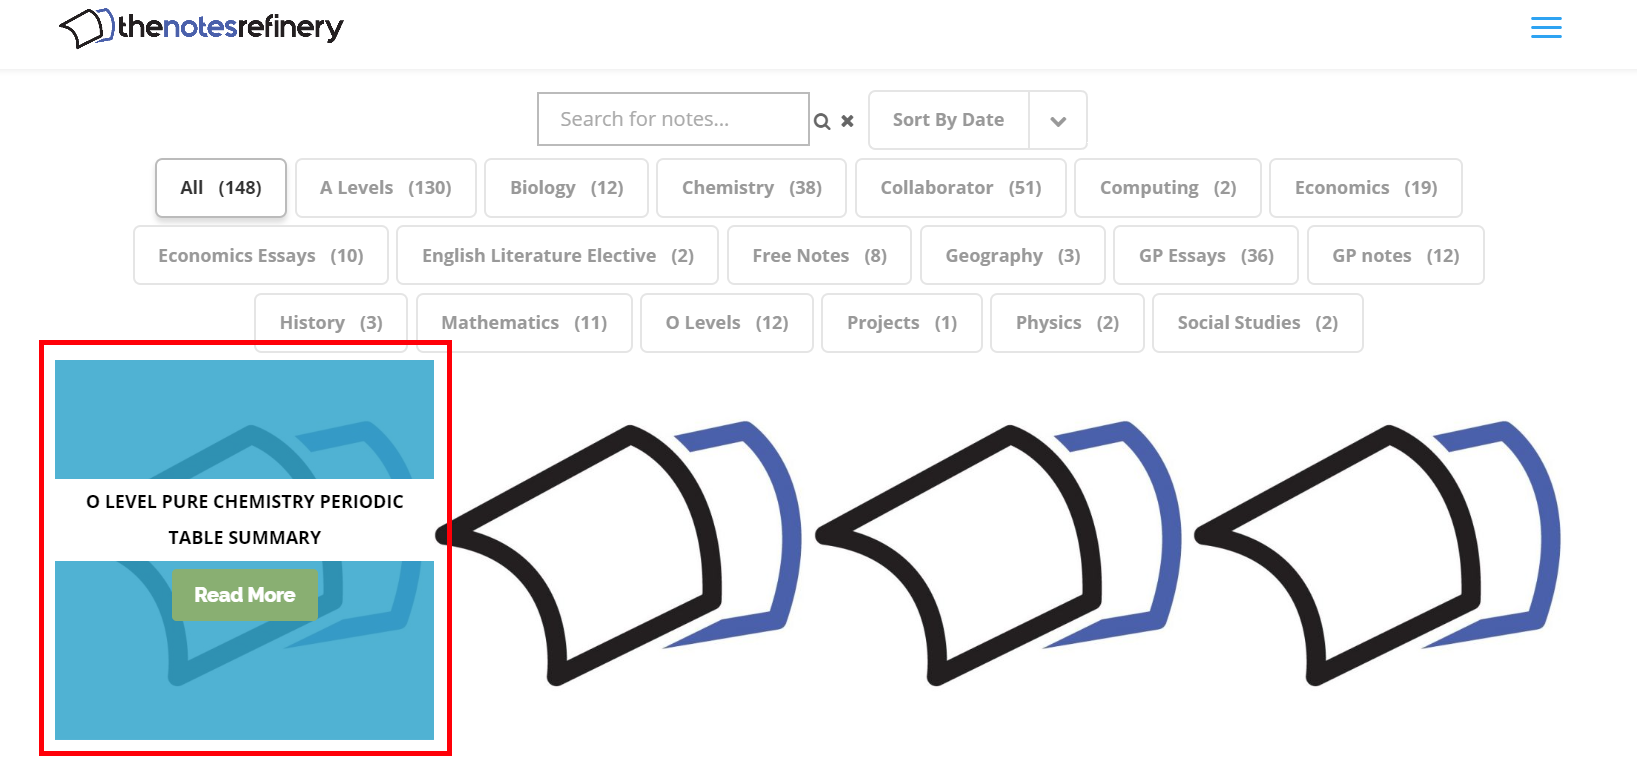 thenotesrefinery
Search for notes...
Sort By Date
All (148)
A Levels (130)
Biology (12)
Chemistry (38)
Collaborator (51)
Computing (2)
Economics (19)
Economics Essays (10)
English Literature Elective (2)
Free Notes (8)
Geography (3)
GP Essays (36)
GP notes (12)
History (3)
Mathematics (11)
O Levels (12)
Projects (1)
Physics (2)
Social Studies (2)
O LEVEL PURE CHEMISTRY PERIODIC
TABLE SUMMARY
Read More